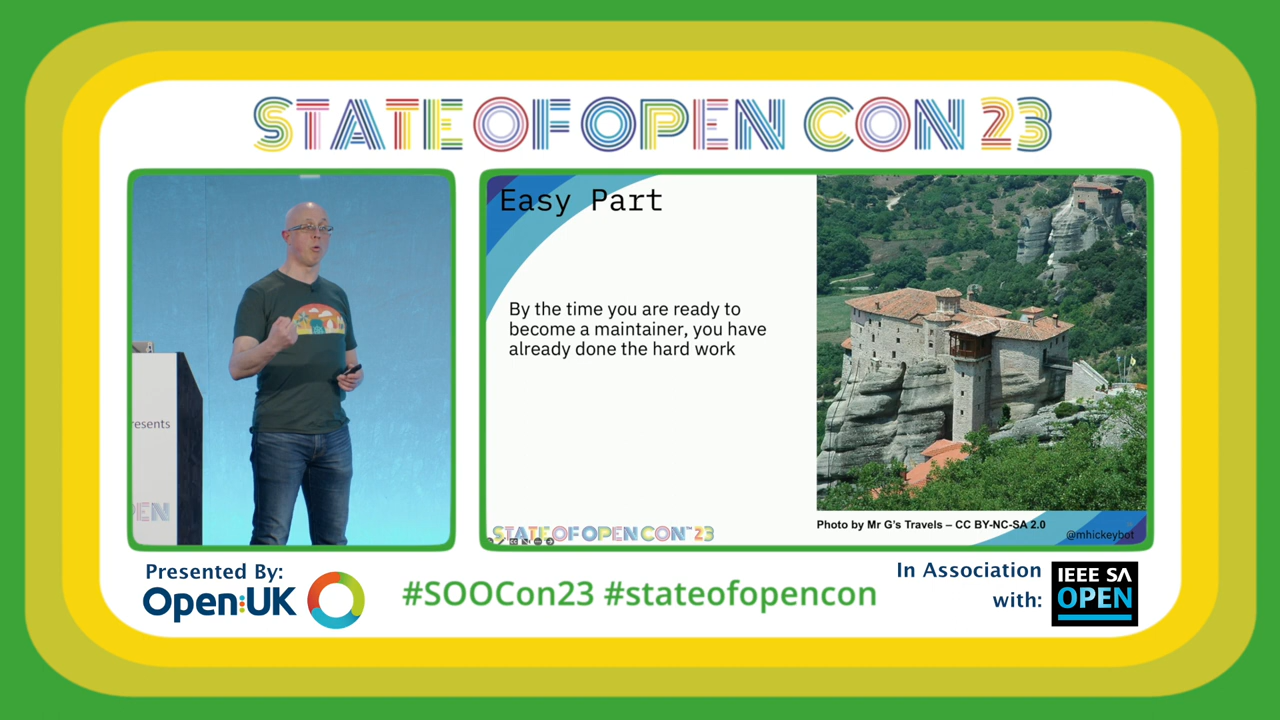 STATE OF OPEN CON 23
Easy Part
By the time you are ready to
become a maintainer, you have
already done the hard work
Photo by Mr G's Travels – CC BY-NC-SA 2.0
@mhickeybot
STATE OF OPEN CON™ 23
resents
PEN
Presented By:
Open:UK
#SOOCon23 #stateofopencon
In Association
with:
IEEE SA
OPEN